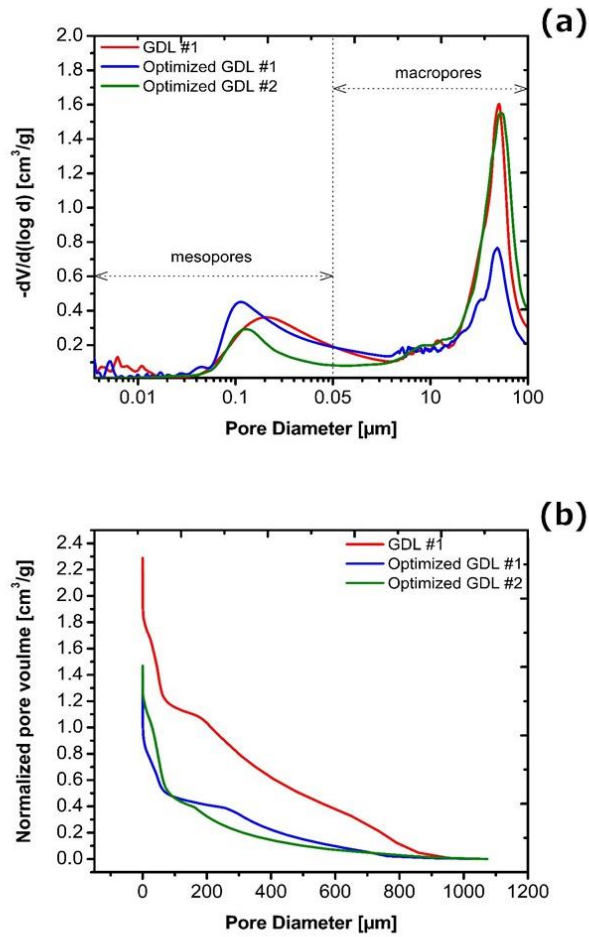 (a)
2.0
1.8
1.6
1.4
1.2
1.0
0.8
0.6
0.4
0.2
-dV/d(log d) [cm³/g]
GDL #1
Optimized GDL #1
Optimized GDL #2
macropores
mesopores
0.01 0.1 0.05 10 100
Pore Diameter [µm]
(b)
2.4
2.2
2.0
1.8
1.6
1.4
1.2
1.0
0.8
0.6
0.4
0.2
0.0
Normalized pore voulme [cm³/g]
GDL #1
Optimized GDL #1
Optimized GDL #2
0 200 400 600 800 1000 1200
Pore Diameter [µm]